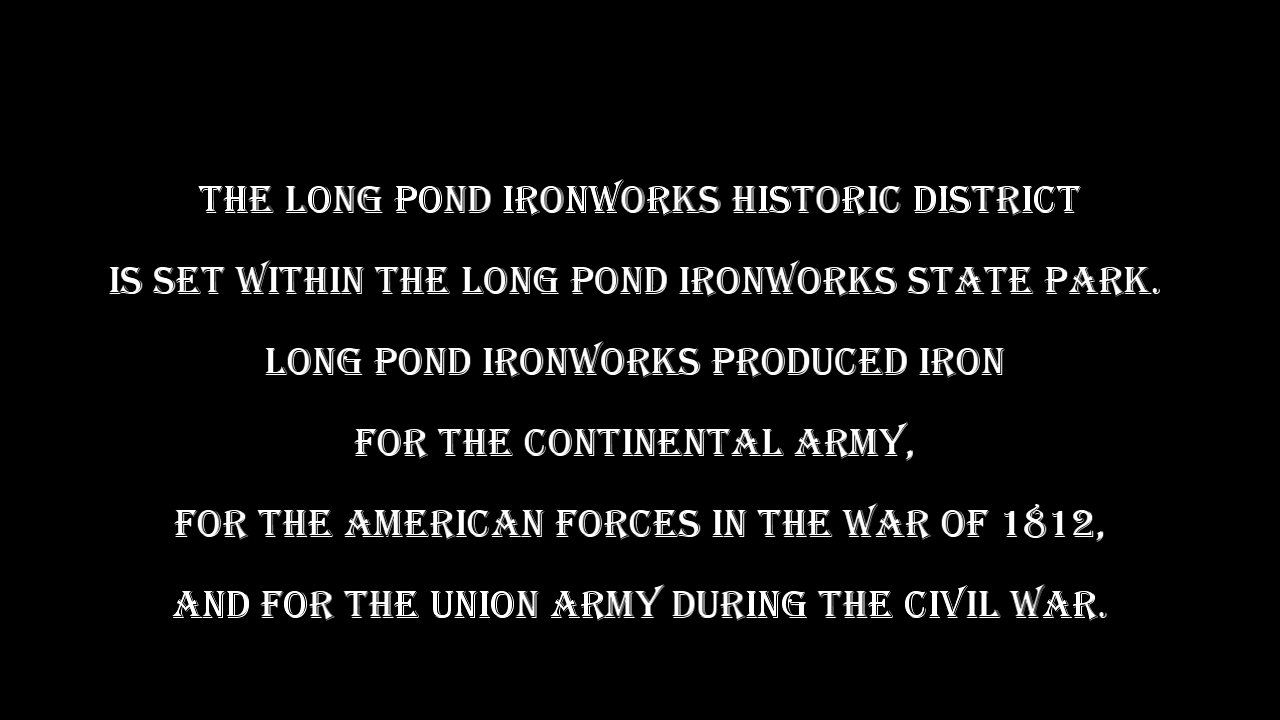 THE LONG POND IRONWORKS HISTORIC DISTRICT
IS SET WITHIN THE LONG POND IRONWORKS STATE PARK.
LONG POND IRONWORKS PRODUCED IRON
FOR THE CONTINENTAL ARMY,
FOR THE AMERICAN FORCES IN THE WAR OF 1812,
AND FOR THE UNION ARMY DURING THE CIVIL WAR.